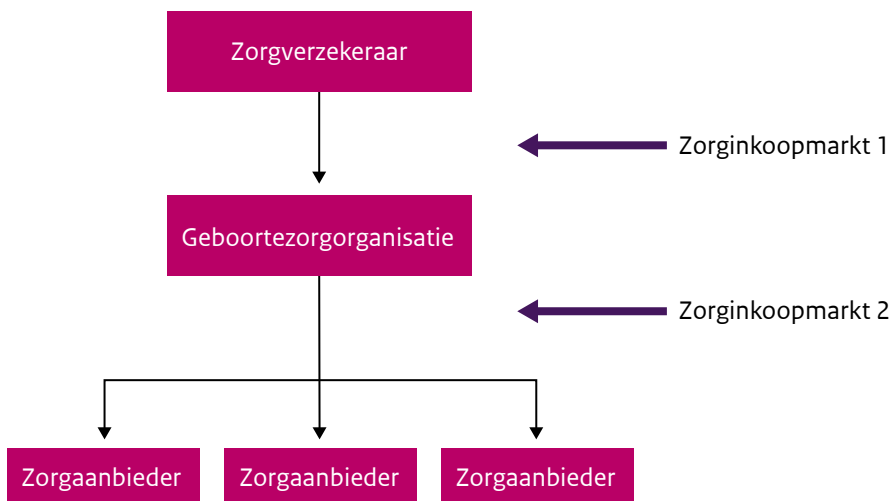 Zorgverzekeraar
Zorginkoopmarkt 1
Geboortezorgorganisatie
Zorginkoopmarkt 2
Zorgaanbieder
Zorgaanbieder
Zorgaanbieder